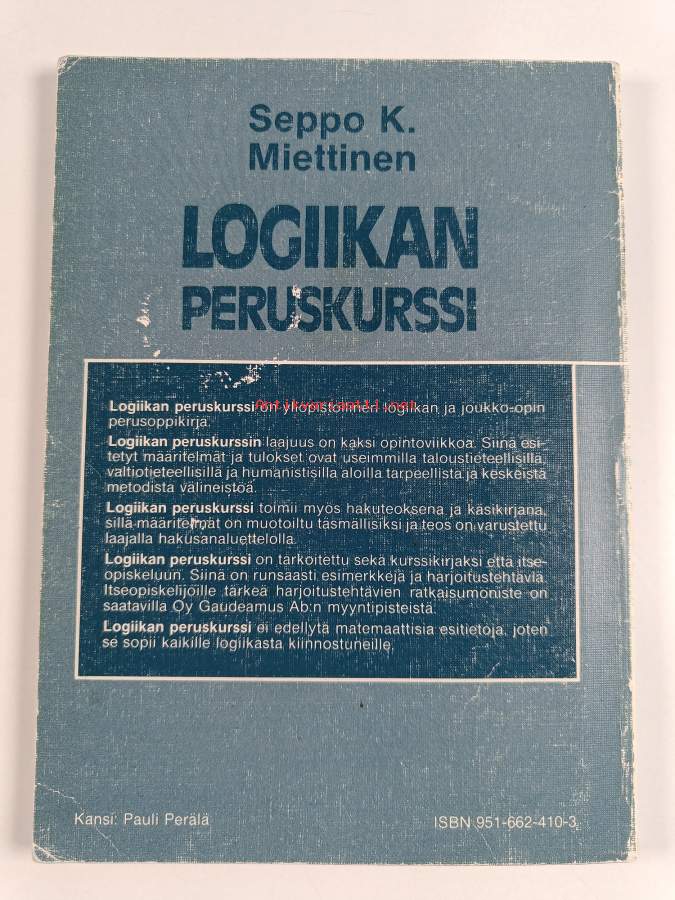 Seppo K.
Miettinen
LOGIIKAN
PERUSKURSSI
Antikvariaatti.net
Logiikan peruskurssi on yliopistollinen logiikan ja joukko-opin
perusoppikirja.
Logiikan peruskurssin laajuus on kaksi opintoviikkoa. Siinä esi-
tetyt määritelmät ja tulokset ovat useimmilla taloustieteellisillä,
valtiotieteellisillä ja humanistisilla aloilla tarpeellista ja keskeistä
metodista välineistöä.
Logiikan peruskurssi toimii myös hakuteoksena ja käsikirjana,
sillä määritelmät on muotoiltu täsmällisiksi ja teos on varustettu
laajalla hakusanaluettelolla.
Logiikan peruskurssi on tarkoitettu sekä kurssikirjaksi että itse-
opiskeluun. Siinä on runsaasti esimerkkejä ja harjoitustehtäviä.
Itseopiskelijoille tärkeä harjoitustehtävien ratkaisumoniste on
saatavilla Oy Gaudeamus Ab:n myyntipisteistä.
Logiikan peruskurssi ei edellytä matemaattisia esitietoja, joten
se sopii kaikille logiikasta kiinnostuneille.
Kansi: Pauli Perälä
ISBN 951-662-410-3